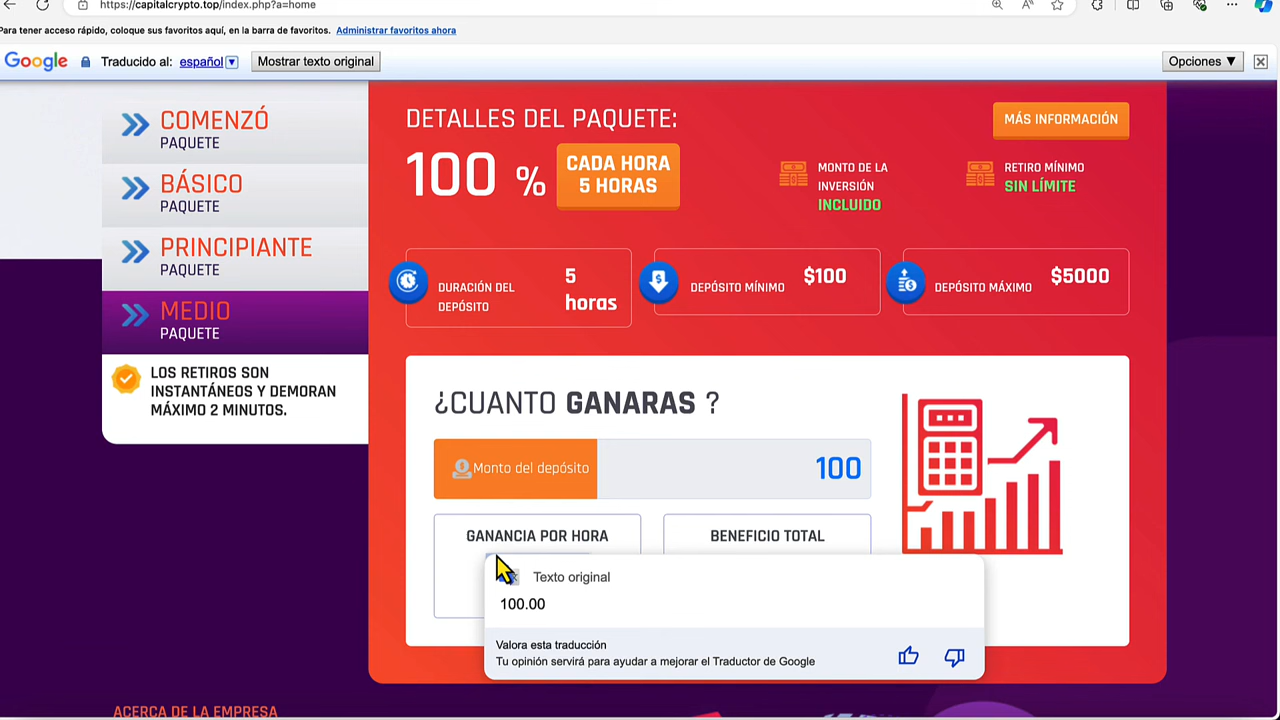 https://capitalcrypto.top/index.php?a=home
Para tener acceso rápido, coloque sus favoritos aquí, en la barra de favoritos. Administrar favoritos ahora
Google Traducido al: español Mostrar texto original Opciones ▼
COMENZÓ
PAQUETE
BÁSICO
PAQUETE
PRINCIPIANTE
PAQUETE
MEDIO
PAQUETE
LOS RETIROS SON
INSTANTÁNEOS Y DEMORAN
MÁXIMO 2 MINUTOS.
DETALLES DEL PAQUETE:
MÁS INFORMACIÓN
100 %
CADA HORA
5 HORAS
MONTO DE LA
INVERSIÓN
INCLUIDO
RETIRO MÍNIMO
SIN LÍMITE
DURACIÓN DEL
DEPÓSITO
5
horas
DEPÓSITO MÍNIMO
$100
DEPÓSITO MÁXIMO
$5000
¿CUANTO GANARAS ?
Monto del depósito
100
GANANCIA POR HORA
BENEFICIO TOTAL
Texto original
100.00
Valora esta traducción
Tu opinión servirá para ayudar a mejorar el Traductor de Google
ACERCA DE LA EMPRESA